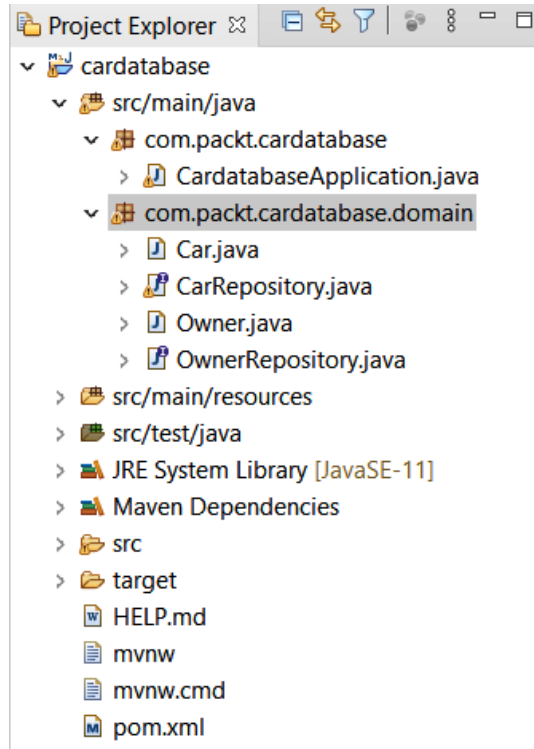 Project Explorer
cardatabase
src/main/java
com.packt.cardatabase
CardatabaseApplication.java
com.packt.cardatabase.domain
Car.java
CarRepository.java
Owner.java
OwnerRepository.java
src/main/resources
src/test/java
JRE System Library [JavaSE-11]
Maven Dependencies
src
target
HELP.md
mvnw
mvnw.cmd
pom.xml